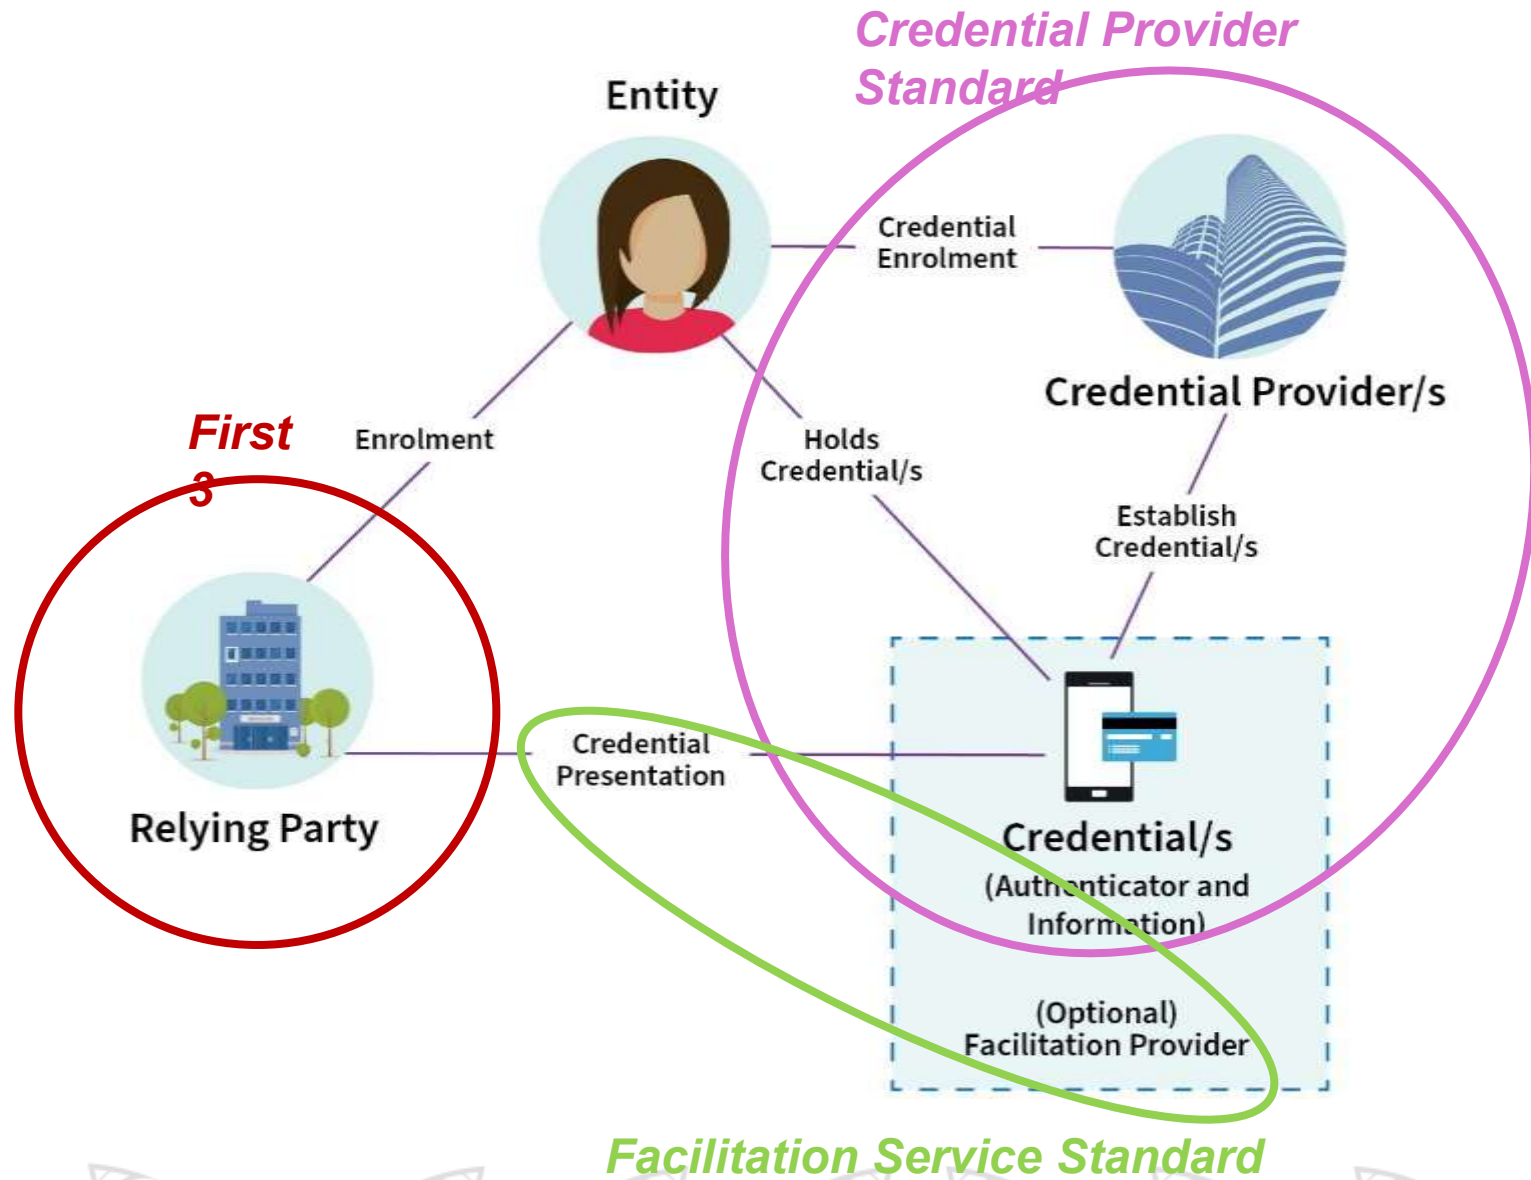 Credential Provider
Standard
Entity
Credential
Enrolment
Credential Provider/s
First
3
Enrolment
Holds
Credential/s
Establish
Credential/s
Credential
Presentation
Relying Party
Credential/s
(Authenticator and
Information)
(Optional)
Facilitation Provider
Facilitation Service Standard